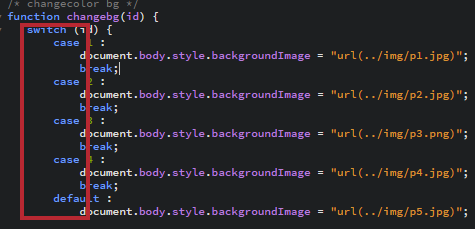 /* changecolor bg */
function changebg(id) {
switch (id) {
case 1 :
document.body.style.backgroundImage = "url(../img/p1.jpg)";
break;
case 2 :
document.body.style.backgroundImage = "url(../img/p2.jpg)";
break;
case 3 :
document.body.style.backgroundImage = "url(../img/p3.png)";
break;
case 4 :
document.body.style.backgroundImage = "url(../img/p4.jpg)";
break;
default :
document.body.style.backgroundImage = "url(../img/p5.jpg)";